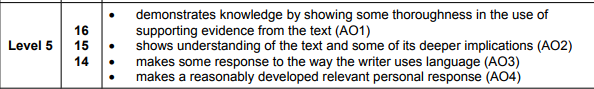 Level 5
16
15
14
• demonstrates knowledge by showing some thoroughness in the use of
supporting evidence from the text (AO1)
• shows understanding of the text and some of its deeper implications (AO2)
• makes some response to the way the writer uses language (AO3)
• makes a reasonably developed relevant personal response (AO4)